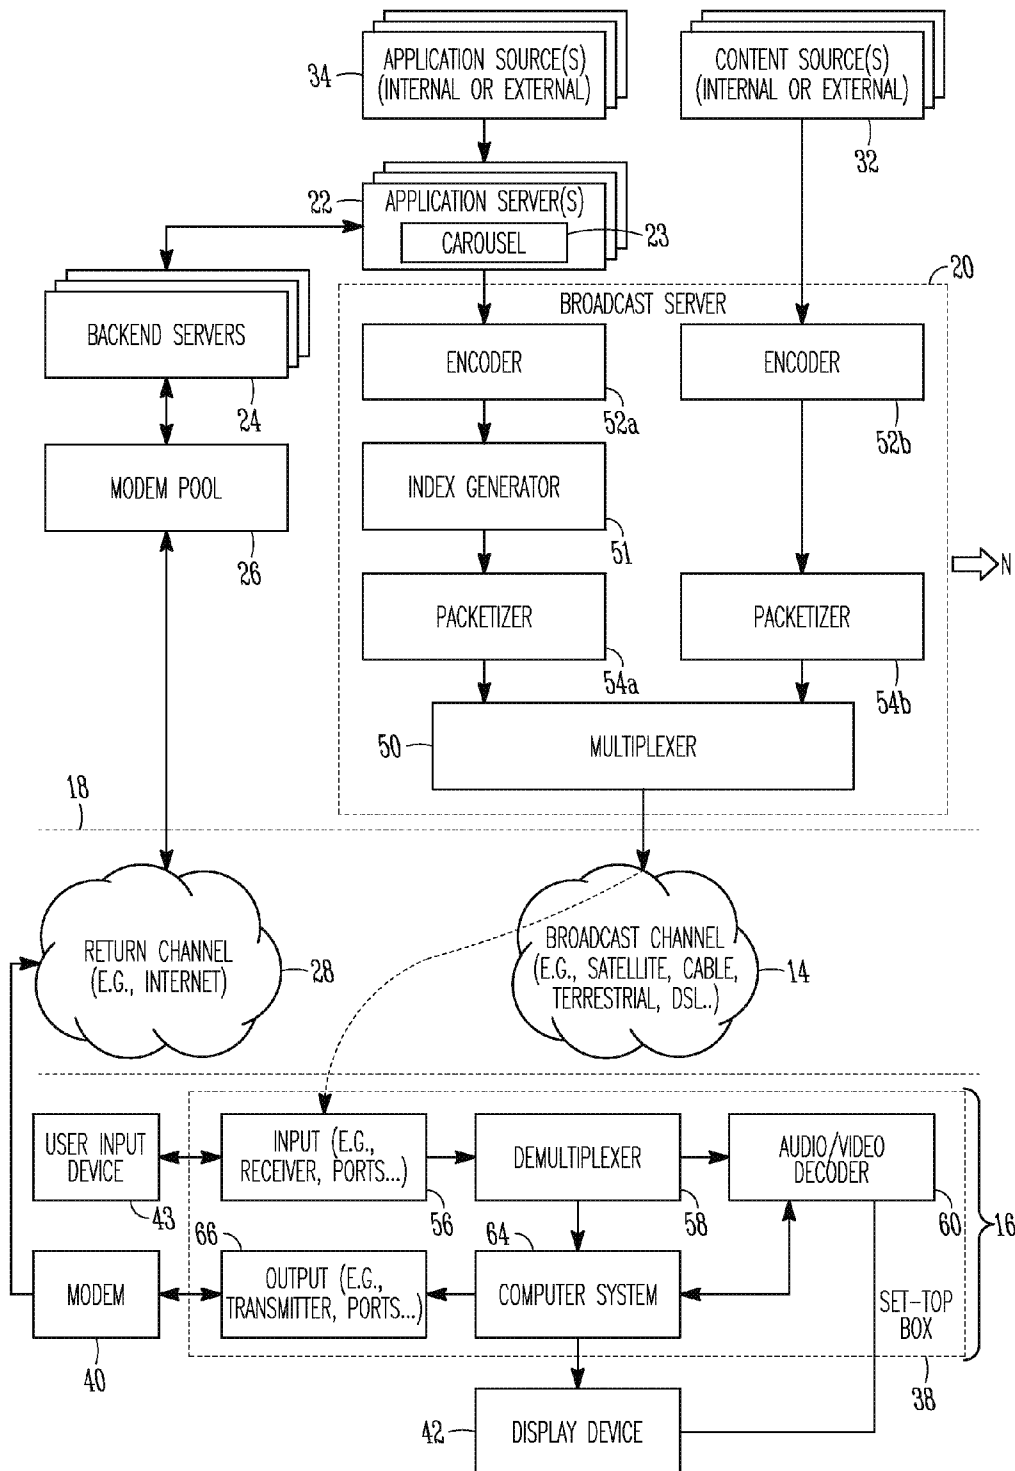 APPLICATION SOURCE(S)
(INTERNAL OR EXTERNAL)
34
CONTENT SOURCE(S)
(INTERNAL OR EXTERNAL)
32
22
APPLICATION SERVER(S)
CAROUSEL
23
20
BROADCAST SERVER
BACKEND SERVERS
24
ENCODER
52a
ENCODER
52b
MODEM POOL
26
INDEX GENERATOR
51
N
PACKETIZER
54a
PACKETIZER
54b
50
MULTIPLEXER
18
RETURN CHANNEL
(E.G., INTERNET)
28
BROADCAST CHANNEL
(E.G., SATELLITE, CABLE,
TERRESTRIAL, DSL..)
14
USER INPUT
DEVICE
43
INPUT (E.G.,
RECEIVER, PORTS...)
56
DEMULTIPLEXER
58
AUDIO/VIDEO
DECODER
60
16
66
64
MODEM
40
OUTPUT (E.G.,
TRANSMITTER, PORTS...)
COMPUTER SYSTEM
SET-TOP
BOX
38
42
DISPLAY DEVICE